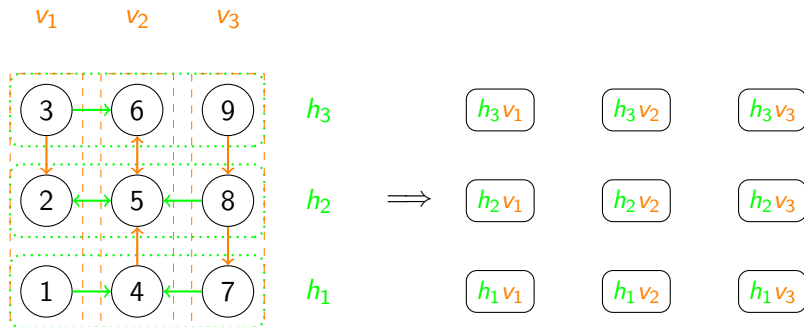 v₁ v₂ v₃
3 6 9 h₃ h₃v₁ h₃v₂ h₃v₃
2 5 8 h₂ ⟹ h₂v₁ h₂v₂ h₂v₃
1 4 7 h₁ h₁v₁ h₁v₂ h₁v₃